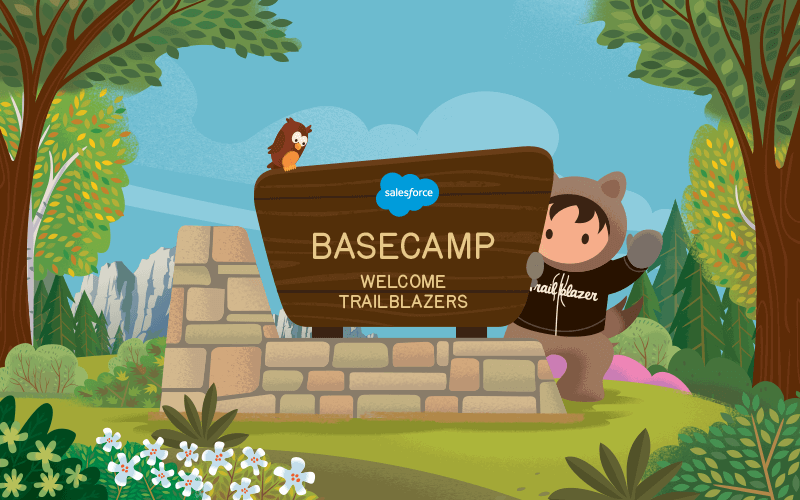 salesforce
BASECAMP
WELCOME
TRAILBLAZERS
Trailblazer